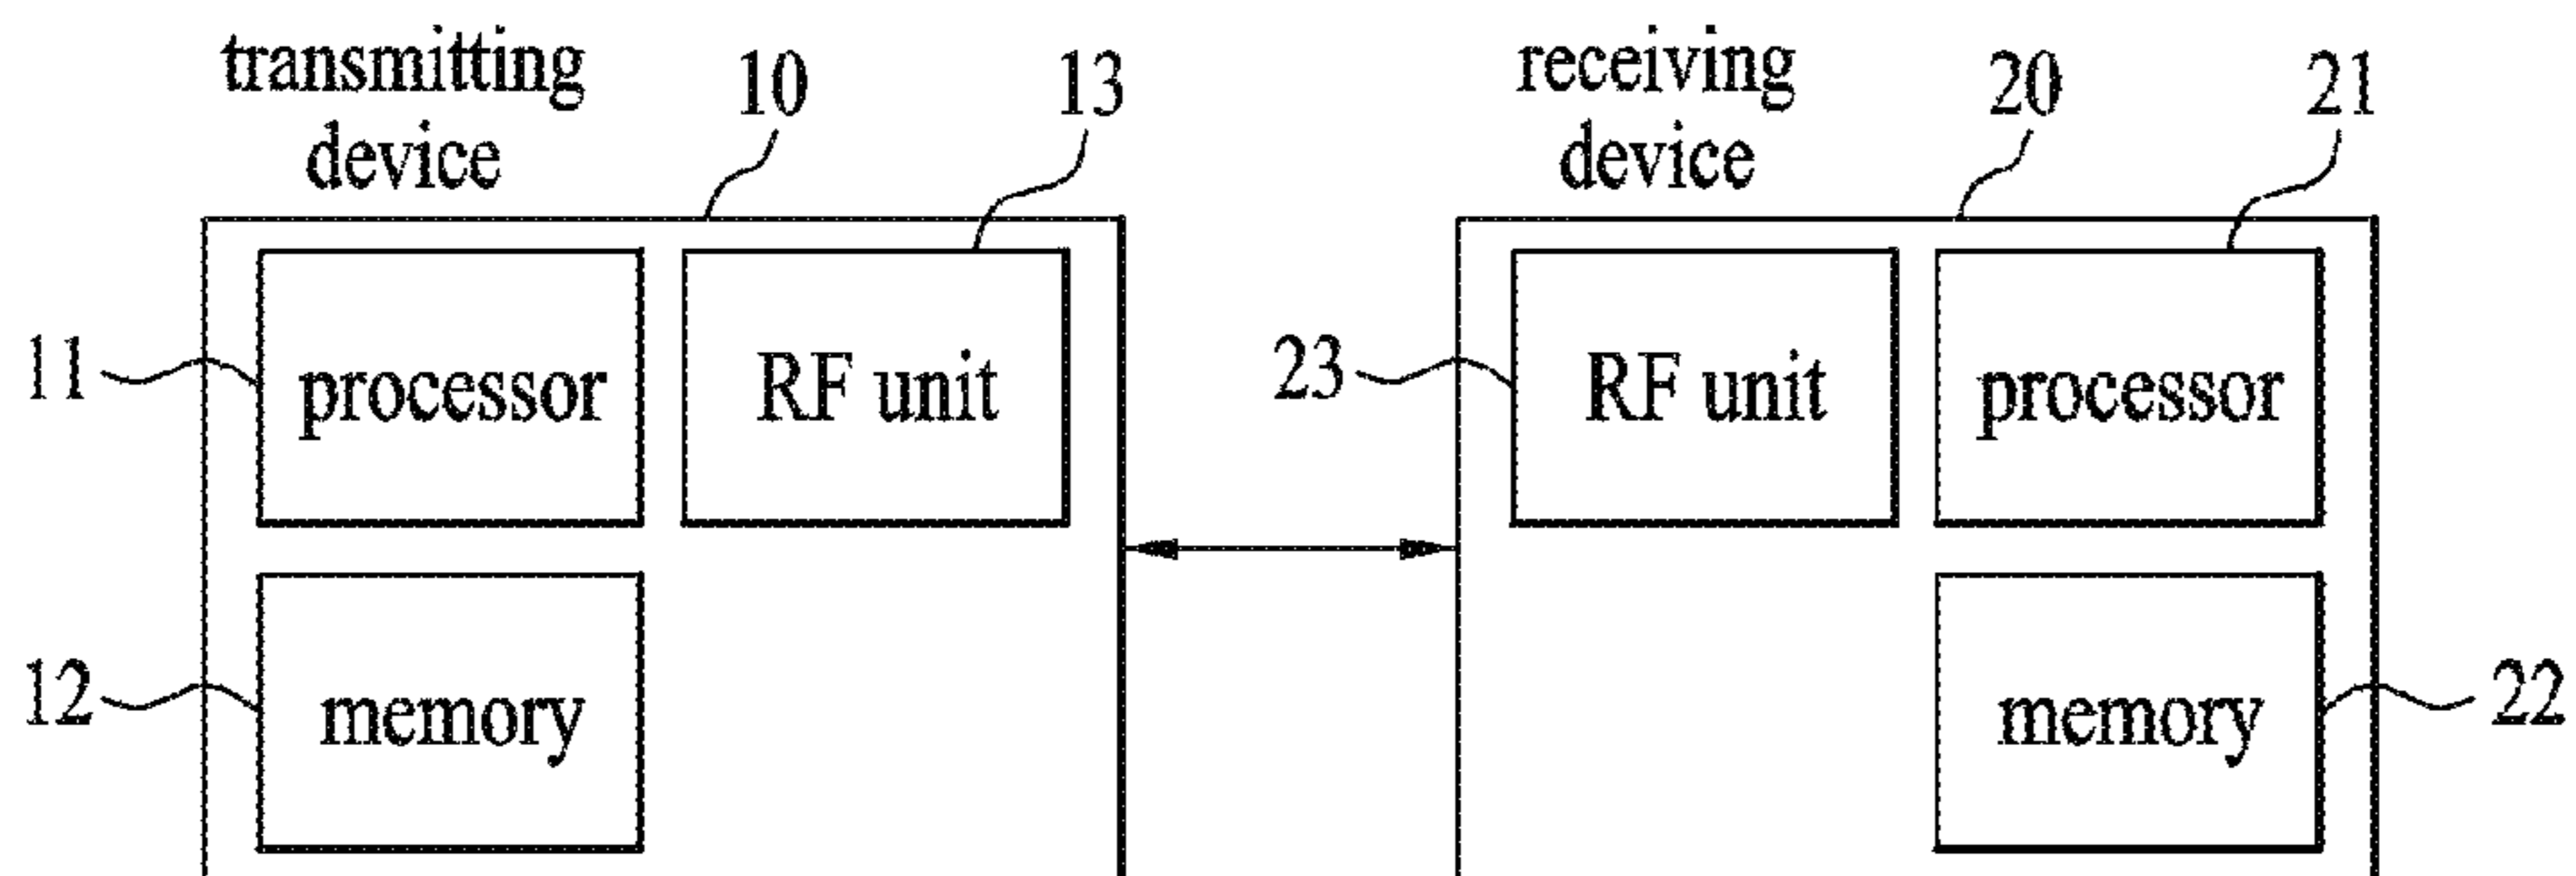 transmitting
device
10
13
receiving
device
20
21
11
processor
RF unit
23
RF unit
processor
12
memory
memory
22